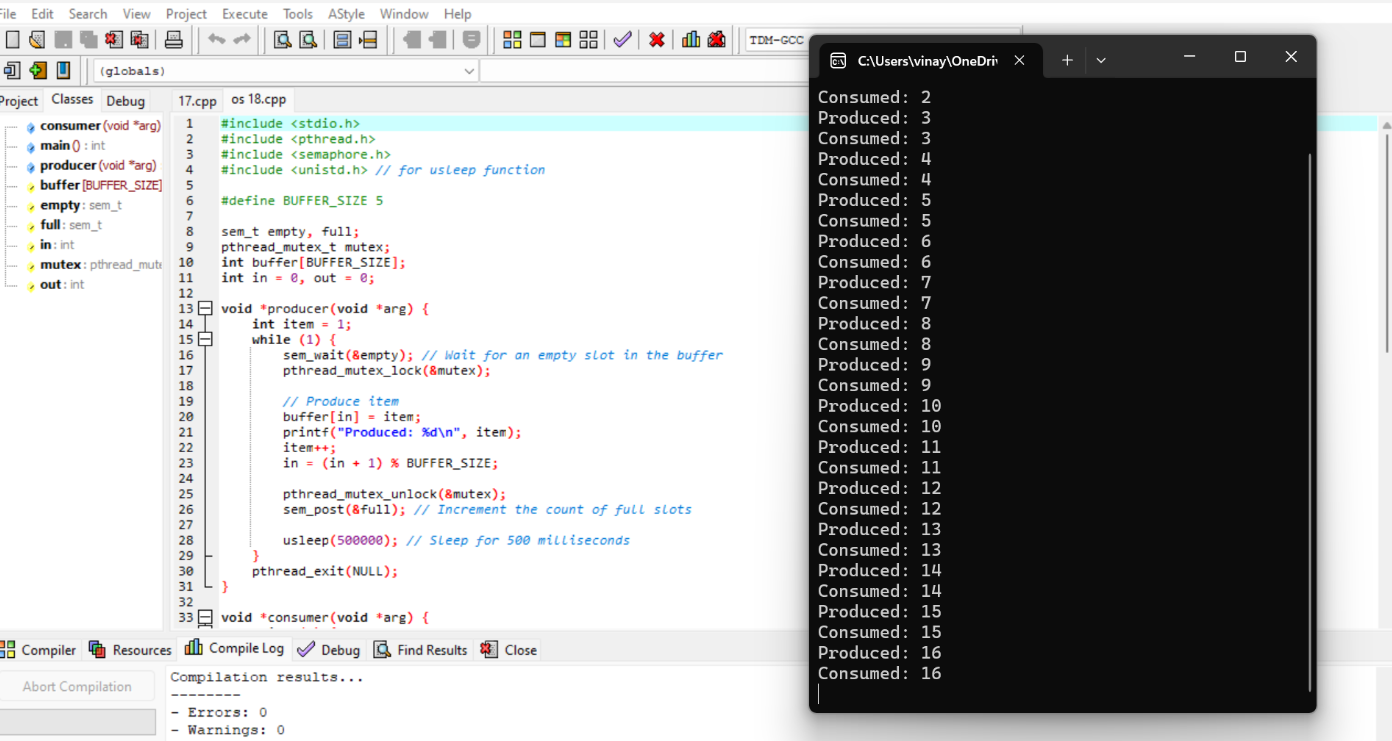 File Edit Search View Project Execute Tools AStyle Window Help
TDM-GCC
(globals)
Project Classes Debug
17.cpp os 18.cpp
consumer (void *arg)
main () : int
producer (void *arg)
buffer [BUFFER_SIZE]
empty : sem_t
full : sem_t
in : int
mutex : pthread_mute
out : int
1 #include <stdio.h>
2 #include <pthread.h>
3 #include <semaphore.h>
4 #include <unistd.h> // for usleep function
5
6 #define BUFFER_SIZE 5
7
8 sem_t empty, full;
9 pthread_mutex_t mutex;
10 int buffer[BUFFER_SIZE];
11 int in = 0, out = 0;
12
13 void *producer(void *arg) {
14 int item = 1;
15 while (1) {
16 sem_wait(&empty); // Wait for an empty slot in the buffer
17 pthread_mutex_lock(&mutex);
18
19 // Produce item
20 buffer[in] = item;
21 printf("Produced: %d\n", item);
22 item++;
23 in = (in + 1) % BUFFER_SIZE;
24
25 pthread_mutex_unlock(&mutex);
26 sem_post(&full); // Increment the count of full slots
27
28 usleep(500000); // Sleep for 500 milliseconds
29 }
30 pthread_exit(NULL);
31 }
32
33 void *consumer(void *arg) {
Compiler Resources Compile Log Debug Find Results Close
Abort Compilation
Compilation results...
--------
- Errors: 0
- Warnings: 0
C:\Users\vinay\OneDriv
Consumed: 2
Produced: 3
Consumed: 3
Produced: 4
Consumed: 4
Produced: 5
Consumed: 5
Produced: 6
Consumed: 6
Produced: 7
Consumed: 7
Produced: 8
Consumed: 8
Produced: 9
Consumed: 9
Produced: 10
Consumed: 10
Produced: 11
Consumed: 11
Produced: 12
Consumed: 12
Produced: 13
Consumed: 13
Produced: 14
Consumed: 14
Produced: 15
Consumed: 15
Produced: 16
Consumed: 16